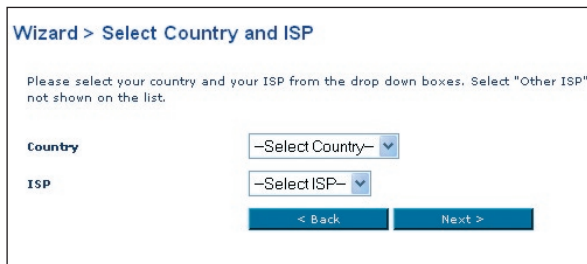 Wizard > Select Country and ISP
Please select your country and your ISP from the drop down boxes. Select "Other ISP"
not shown on the list.
Country
--Select Country--
ISP
--Select ISP--
< Back
Next >